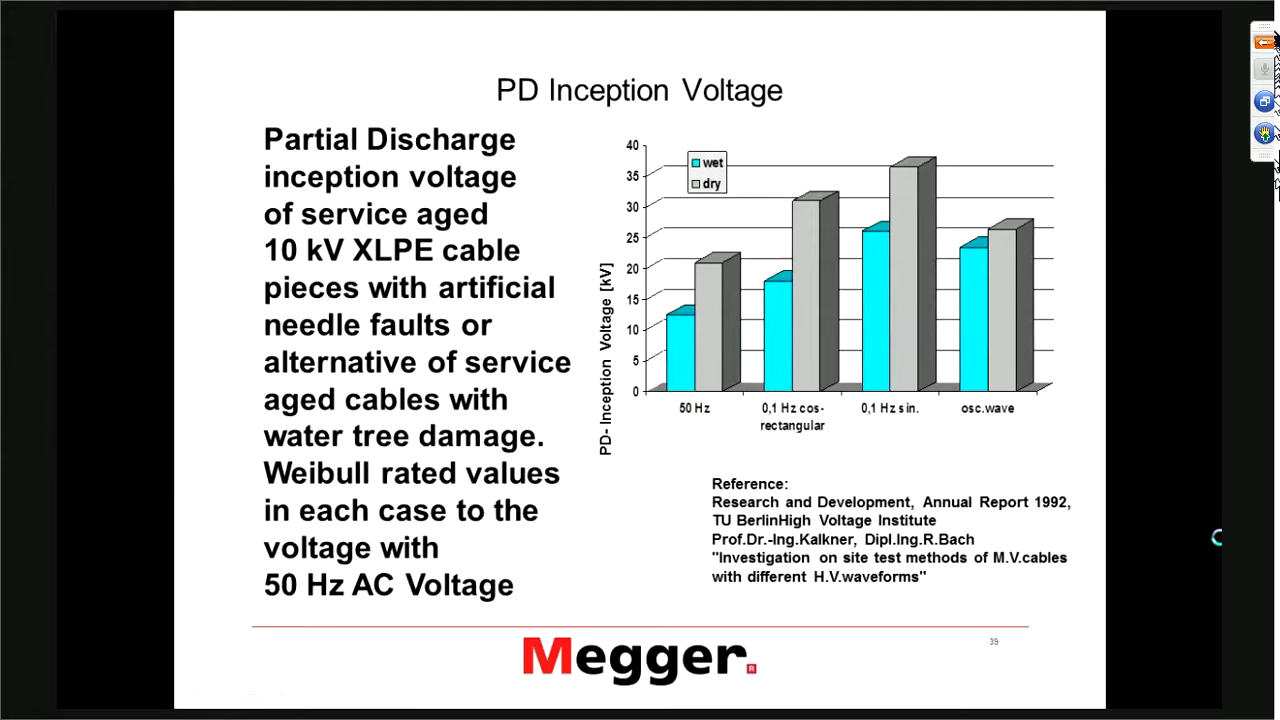 PD Inception Voltage
Partial Discharge
inception voltage
of service aged
10 kV XLPE cable
pieces with artificial
needle faults or
alternative of service
aged cables with
water tree damage.
Weibull rated values
in each case to the
voltage with
50 Hz AC Voltage
PD- Inception Voltage [kV]
40
35
30
25
20
15
10
5
0
wet
dry
50 Hz
0,1 Hz cos-
rectangular
0,1 Hz sin.
osc.wave
Reference:
Research and Development, Annual Report 1992,
TU BerlinHigh Voltage Institute
Prof.Dr.-Ing.Kalkner, Dipl.Ing.R.Bach
"Investigation on site test methods of M.V.cables
with different H.V.waveforms"
39
Megger.
R